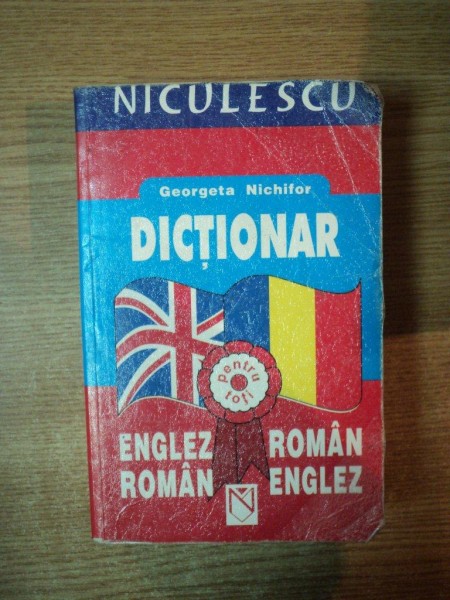 NICULESCU
Georgeta Nichifor
DICȚIONAR
pentru
toți
ENGLEZ
ROMÂN
ROMÂN
ENGLEZ